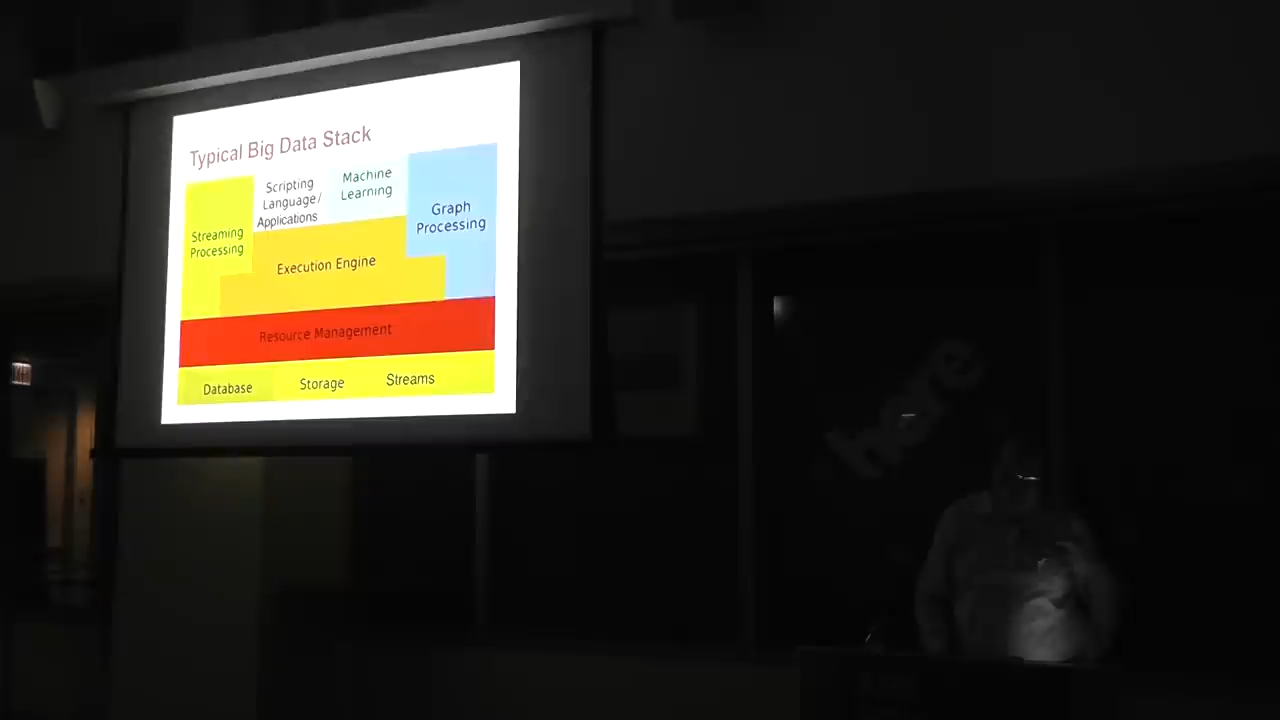 Typical Big Data Stack
Streaming
Processing
Scripting
Language/
Applications
Machine
Learning
Graph
Processing
Execution Engine
Resource Management
Database
Storage
Streams
here